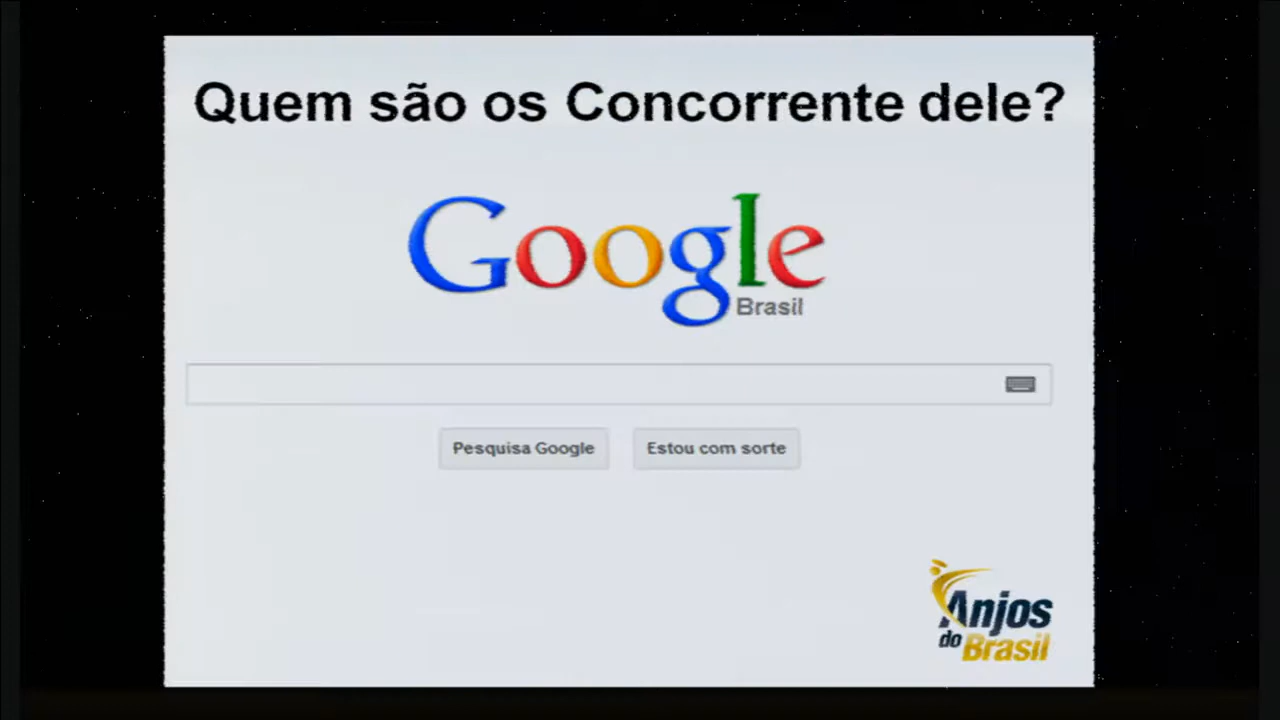 Quem são os Concorrente dele?
Google
Brasil
Pesquisa Google
Estou com sorte
Anjos
do Brasil